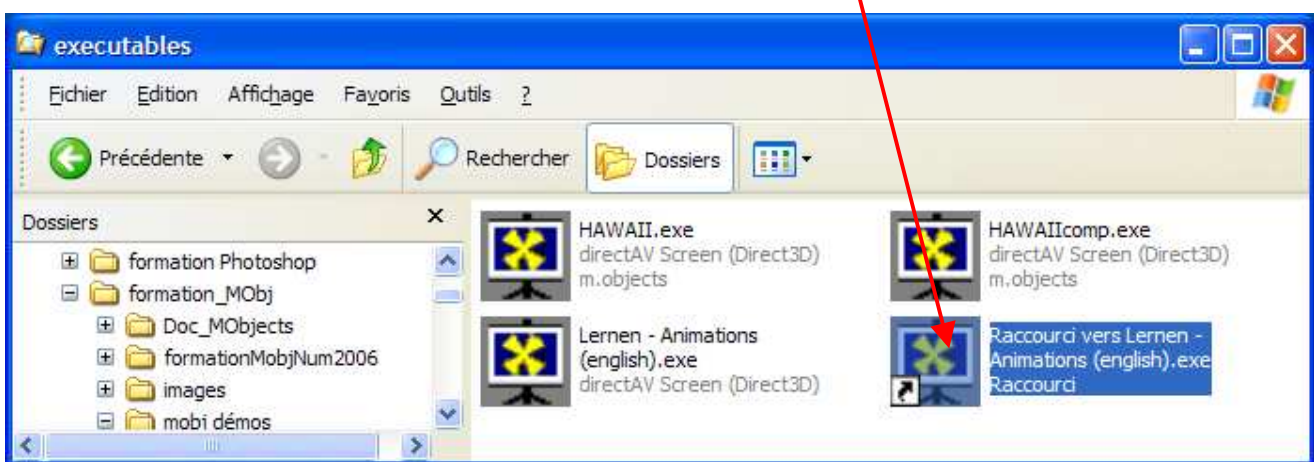 executables
Fichier Edition Affichage Favoris Outils ?
Précédente Rechercher Dossiers
Dossiers
formation Photoshop
formation_MObj
Doc_MObjects
formationMobjNum2006
images
mobi démos
HAWAII.exe
directAV Screen (Direct3D)
m.objects
HAWAIIcomp.exe
directAV Screen (Direct3D)
m.objects
Lernen - Animations
(english).exe
directAV Screen (Direct3D)
Raccourci vers Lernen -
Animations (english).exe
Raccourci